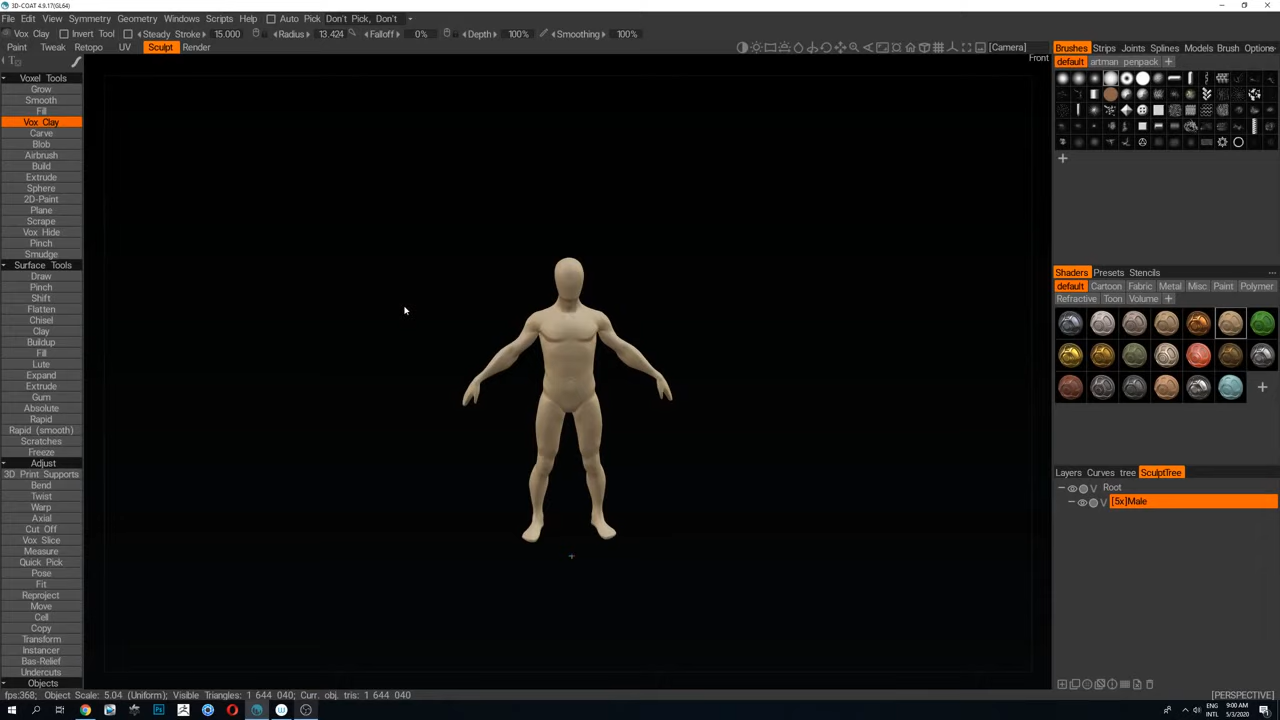 3D-COAT 4.9.17(GL64)
File Edit View Symmetry Geometry Windows Scripts Help Auto Pick Don't Pick, Don't
Vox Clay Invert Tool Steady Stroke 15.000 Radius 13.424 Falloff 0% Depth 100% Smoothing 100% [Camera]
Paint Tweak Retopo UV Sculpt Render
Front
Voxel Tools
Grow
Smooth
Fill
Vox Clay
Carve
Blob
Airbrush
Build
Extrude
Sphere
2D-Paint
Plane
Scrape
Vox Hide
Pinch
Smudge
Surface Tools
Draw
Pinch
Shift
Flatten
Chisel
Clay
Buildup
Fill
Lute
Expand
Extrude
Gum
Absolute
Rapid
Rapid (smooth)
Scratches
Freeze
Adjust
3D Print Supports
Bend
Twist
Warp
Axial
Cut Off
Vox Slice
Measure
Quick Pick
Pose
Fit
Reproject
Move
Cell
Copy
Transform
Instancer
Bas-Relief
Undercuts
Objects
Brushes Strips Joints Splines Models Brush Options
default artman penpack +
Shaders Presets Stencils
default Cartoon Fabric Metal Misc Paint Polymer
Refractive Toon Volume +
Layers Curves tree SculptTree
Root
V [5x]Male
fps:368; Object Scale: 5.04 (Uniform); Visible Triangles: 1 644 040; Curr. obj. tris: 1 644 040
[PERSPECTIVE]
ENG
INTL
9:00 AM
5/3/2020